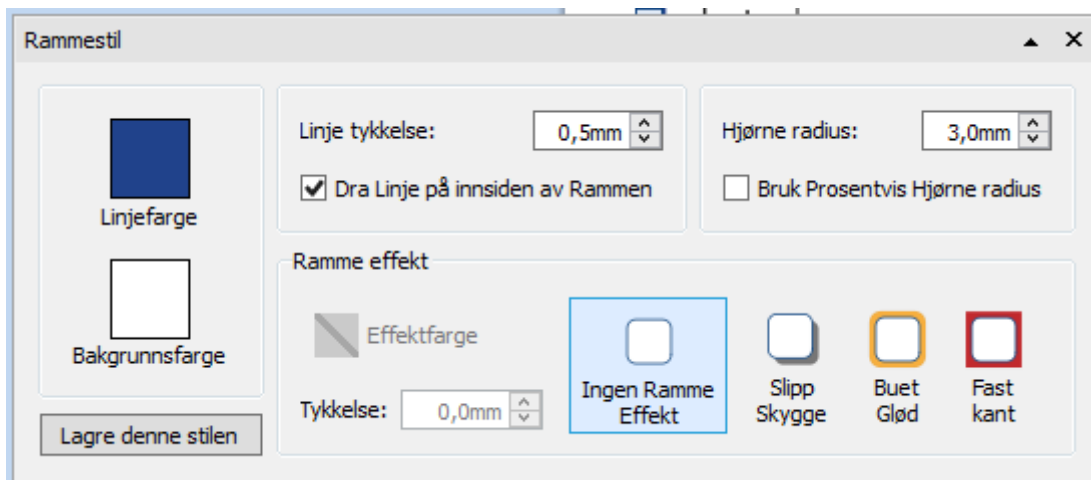 Rammestil
Linjefarge
Bakgrunnsfarge
Lagre denne stilen
Linje tykkelse: 0,5mm
Dra Linje på innsiden av Rammen
Hjørne radius: 3,0mm
Bruk Prosentvis Hjørne radius
Ramme effekt
Effektfarge
Tykkelse: 0,0mm
Ingen Ramme
Effekt
Slipp
Skygge
Buet
Glød
Fast
kant